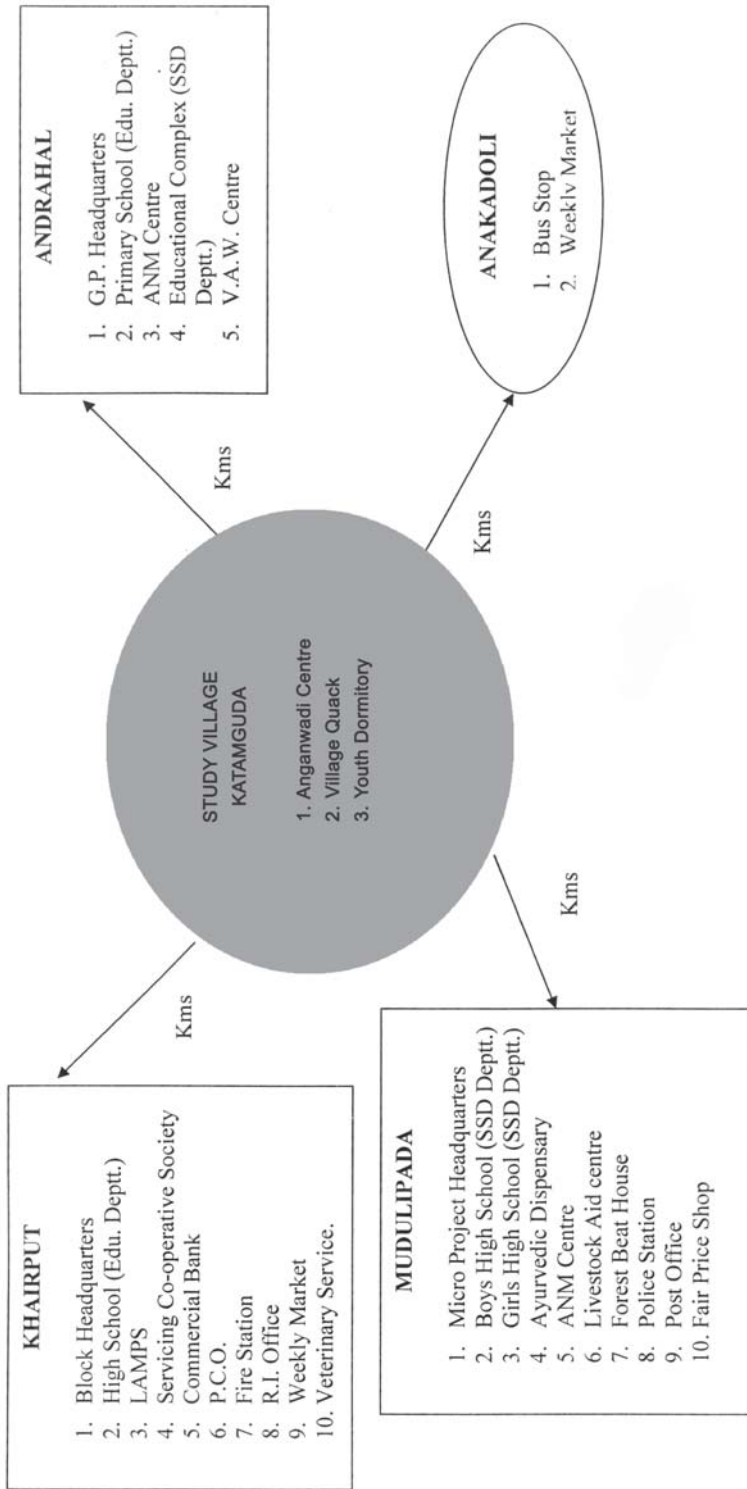 KHAIRPUT
1. Block Headquarters
2. High School (Edu. Deptt.)
3. LAMPS
4. Servicing Co-operative Society
5. Commercial Bank
6. P.C.O.
7. Fire Station
8. R.I. Office
9. Weekly Market
10. Veterinary Service.
Kms
ANDRAHAL
1. G.P. Headquarters
2. Primary School (Edu. Deptt.)
3. ANM Centre
4. Educational Complex (SSD
Deptt.)
5. V.A.W. Centre
Kms
STUDY VILLAGE
KATAMGUDA
1. Anganwadi Centre
2. Village Quack
3. Youth Dormitory
MUDULIPADA
1. Micro Project Headquarters
2. Boys High School (SSD Deptt.)
3. Girls High School (SSD Deptt.)
4. Ayurvedic Dispensary
5. ANM Centre
6. Livestock Aid centre
7. Forest Beat House
8. Police Station
9. Post Office
10. Fair Price Shop
Kms
ANAKADOLI
1. Bus Stop
2. Weekly Market
Kms